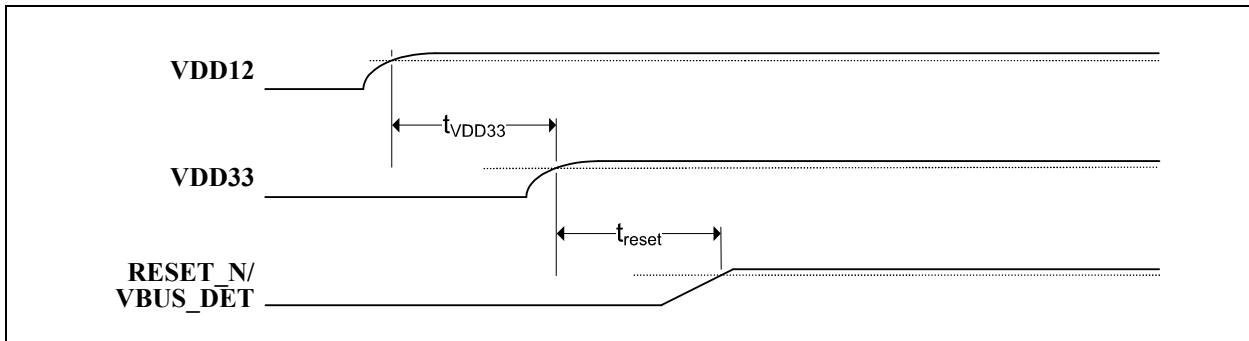 VDD12
tVDD33
VDD33
treset
RESET_N/
VBUS_DET